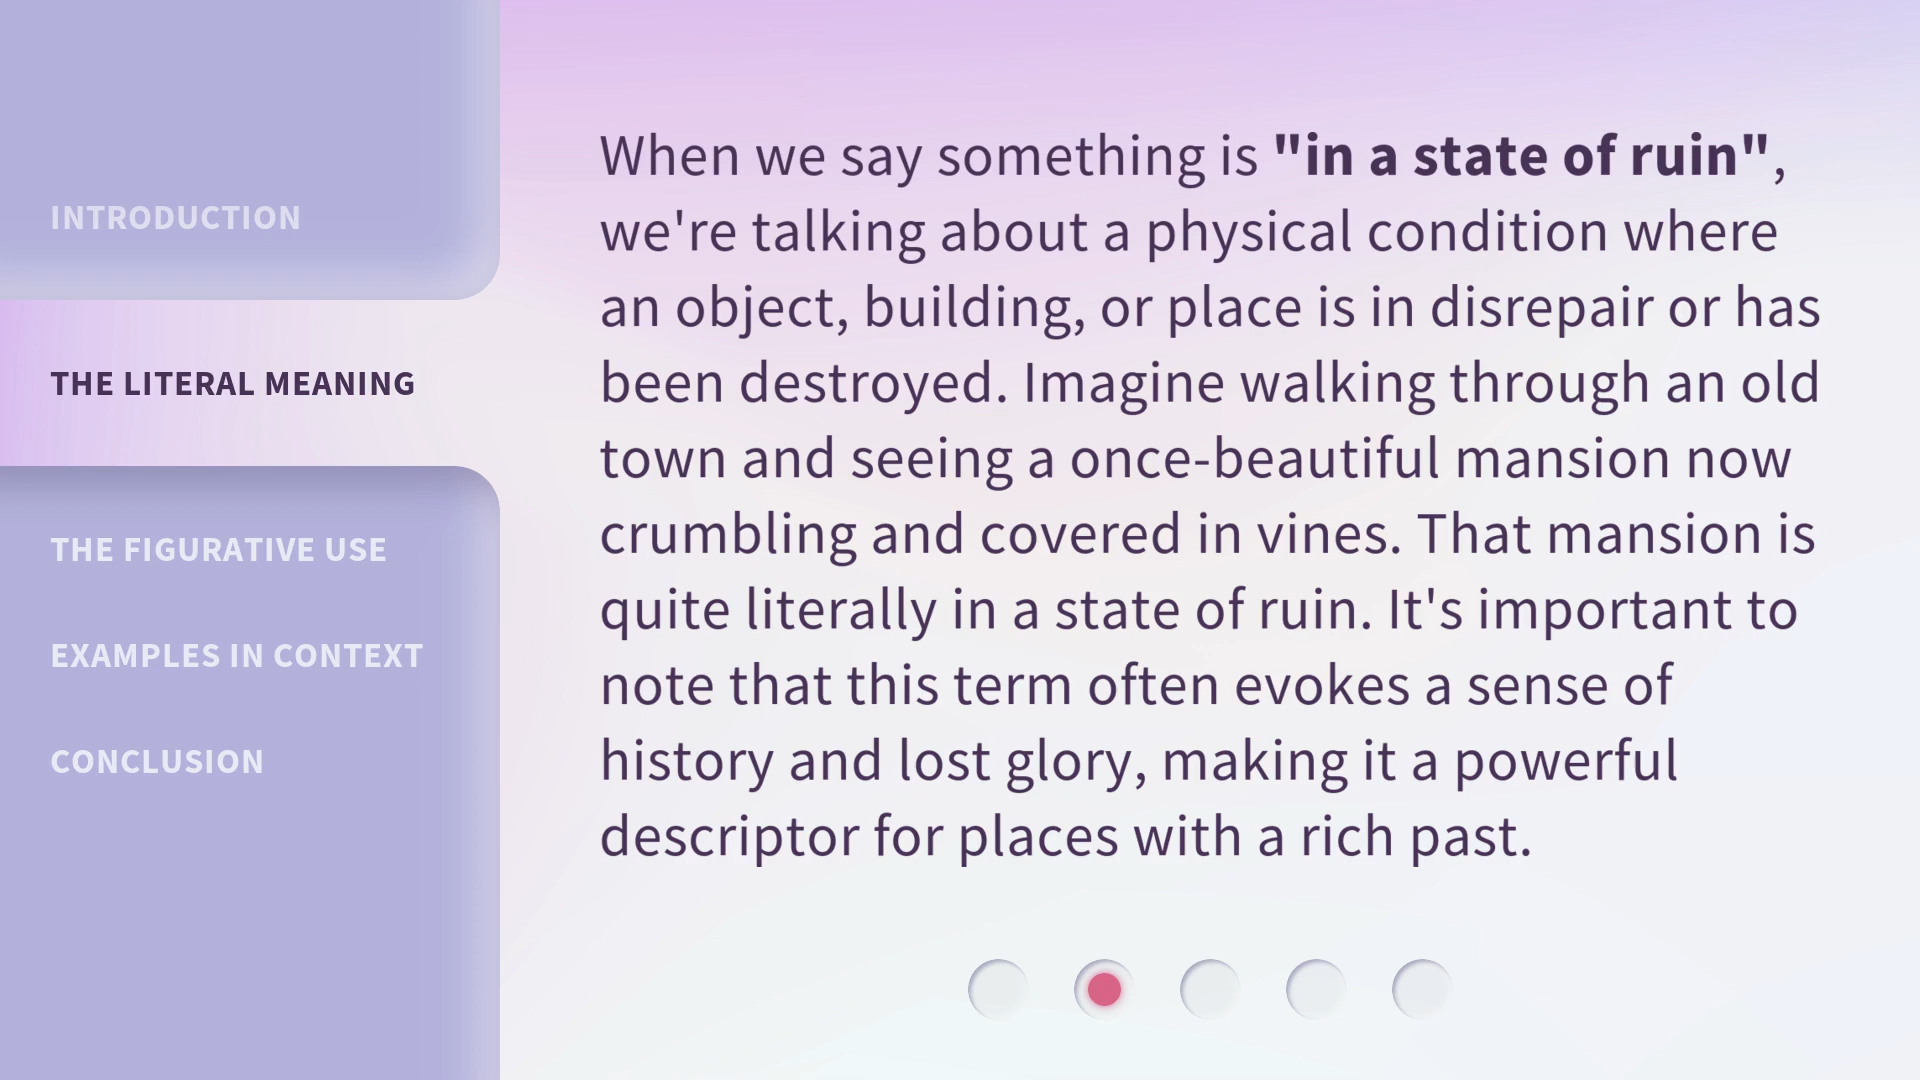 INTRODUCTION
THE LITERAL MEANING
THE FIGURATIVE USE
EXAMPLES IN CONTEXT
CONCLUSION
When we say something is "in a state of ruin",
we're talking about a physical condition where
an object, building, or place is in disrepair or has
been destroyed. Imagine walking through an old
town and seeing a once-beautiful mansion now
crumbling and covered in vines. That mansion is
quite literally in a state of ruin. It's important to
note that this term often evokes a sense of
history and lost glory, making it a powerful
descriptor for places with a rich past.